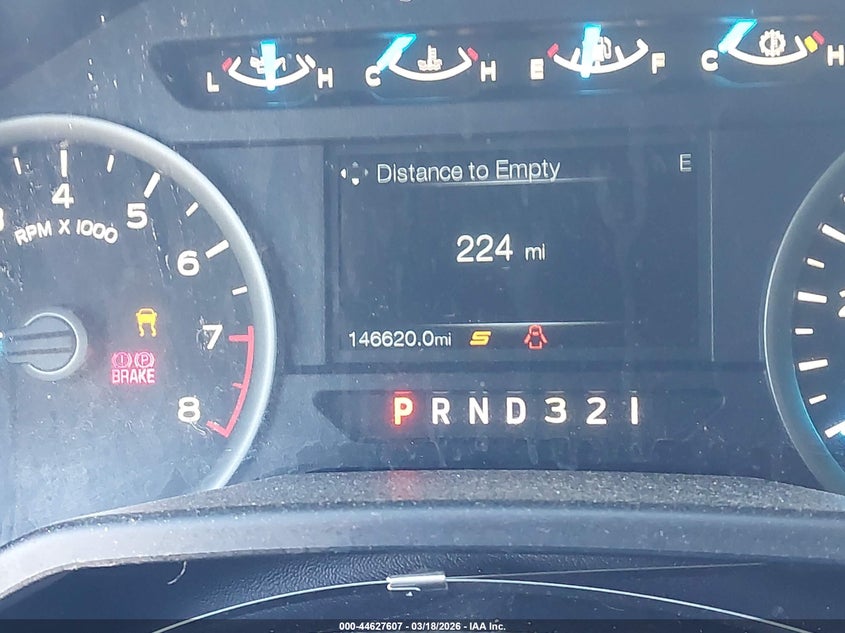 L H C H E F C H
Distance to Empty E
224 mi
146620.0mi
4 5 6 7 8
RPM X 1000
(!) (P)
BRAKE
P R N D 3 2 1
000-44627607 - 03/18/2026 - IAA Inc.